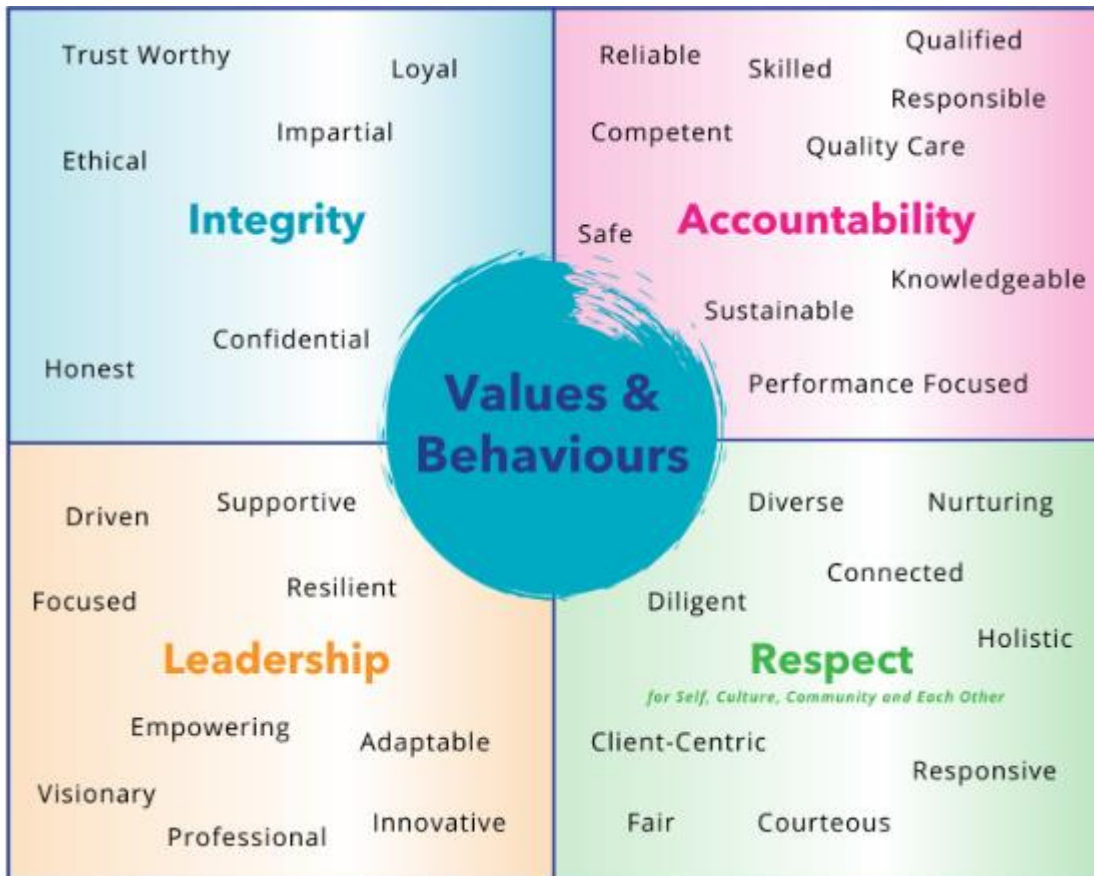 Trust Worthy
Loyal
Impartial
Ethical
Integrity
Confidential
Honest
Reliable
Skilled
Qualified
Responsible
Competent
Quality Care
Safe
Accountability
Knowledgeable
Sustainable
Performance Focused
Values &
Behaviours
Driven
Supportive
Resilient
Focused
Leadership
Empowering
Adaptable
Visionary
Professional
Innovative
Diverse
Nurturing
Connected
Diligent
Holistic
Respect
for Self, Culture, Community and Each Other
Client-Centric
Responsive
Fair
Courteous